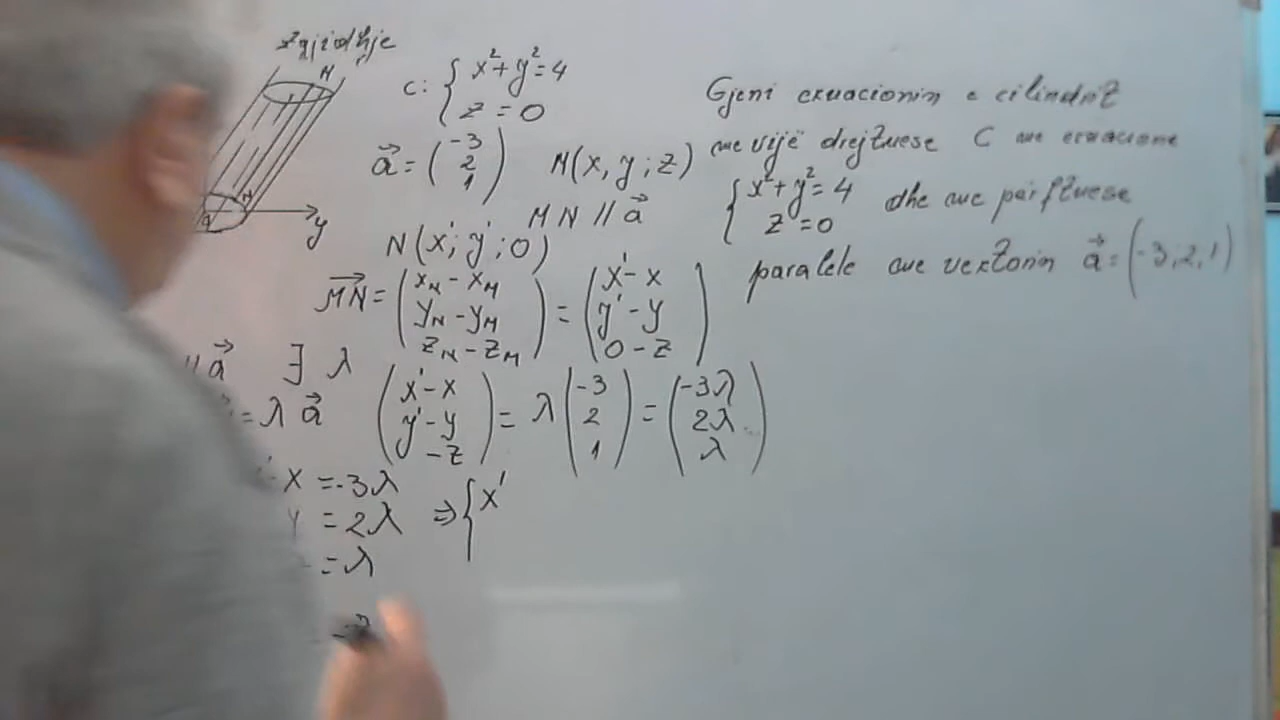 zgjidhje
M
N
y
C: { x²+y²=4
z = 0
a⃗ = (-3
2
1)
M(x, y; z)
MN // a⃗
N(x'; y'; 0)
M⃗N = (x_N - x_M
y_N - y_M
z_N - z_M) = (x' - x
y' - y
0 - z)
// a⃗ ∃ λ
= λ a⃗
(x' - x
y' - y
- z) = λ (-3
2
1) = (-3λ
2λ
λ)
x = -3λ
y = 2λ
= λ
⇒ { x'
Gjeni ekuacionin e cilindrit
me vijë drejtuese C me ekuacione
{ x²+y²=4
z = 0 dhe me përftuese
paralele me vektorin a⃗ = (-3, 2, 1)